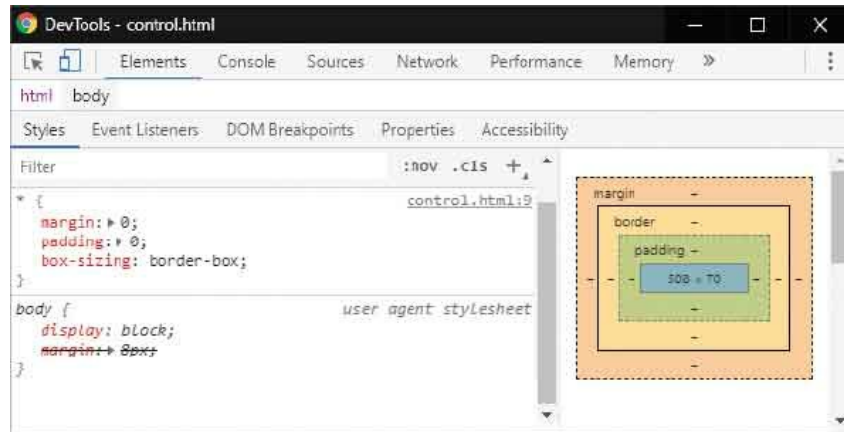 DevTools - control.html
Elements Console Sources Network Performance Memory »
html body
Styles Event Listeners DOM Breakpoints Properties Accessibility
Filter :hov .cls +
* { control.html:9
margin:▶ 0;
padding:▶ 0;
box-sizing: border-box;
}
body { user agent stylesheet
display: block;
margin:▶ 8px;
}
margin -
border -
padding -
- - - 508 × 70 - - -
-
-
-